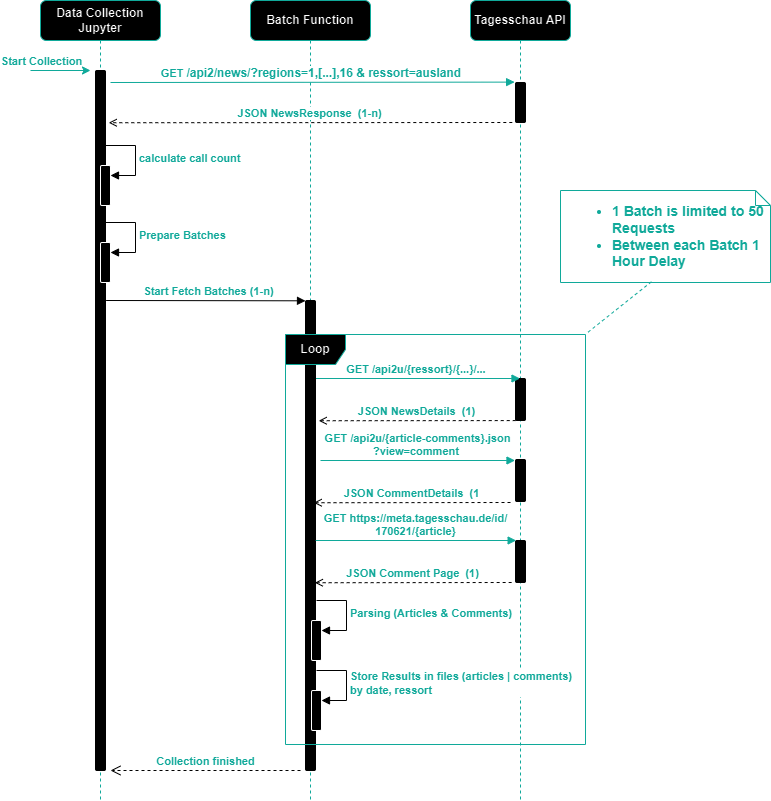 Data Collection
Jupyter
Batch Function
Tagesschau API
Start Collection
GET /api2/news/?regions=1,[...],16 & ressort=ausland
JSON NewsResponse (1-n)
calculate call count
Prepare Batches
• 1 Batch is limited to 50
Requests
• Between each Batch 1
Hour Delay
Start Fetch Batches (1-n)
Loop
GET /api2u/{ressort}/{...}/...
JSON NewsDetails (1)
GET /api2u/{article-comments}.json
?view=comment
JSON CommentDetails (1
GET https://meta.tagesschau.de/id/
170621/{article}
JSON Comment Page (1)
Parsing (Articles & Comments)
Store Results in files (articles | comments)
by date, ressort
Collection finished